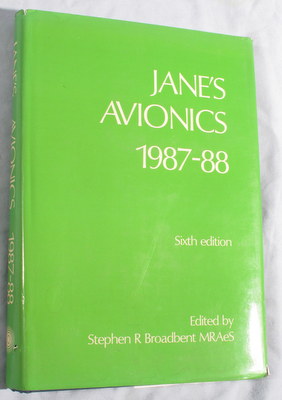 JANE'S
AVIONICS
1987-88
Sixth edition
Edited by
Stephen R Broadbent MRAeS
JANE'S AVIONICS 1987-88